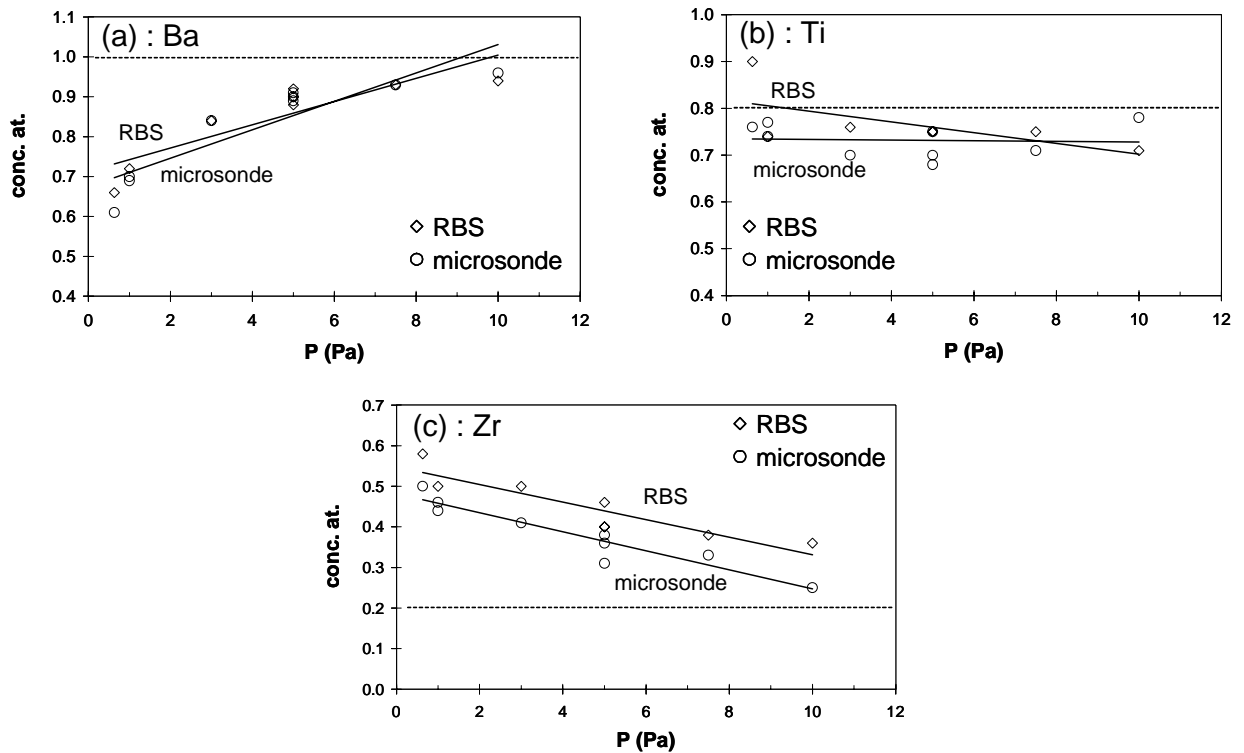 (a) : Ba
1.1
1.0
0.9
0.8
0.7
0.6
0.5
0.4
conc. at.
RBS
microsonde
RBS
microsonde
0 2 4 6 8 10 12
P (Pa)
(b) : Ti
1.0
0.9
0.8
0.7
0.6
0.5
0.4
conc. at.
RBS
microsonde
RBS
microsonde
0 2 4 6 8 10 12
P (Pa)
(c) : Zr
0.7
0.6
0.5
0.4
0.3
0.2
0.1
0.0
conc. at.
RBS
microsonde
RBS
microsonde
0 2 4 6 8 10 12
P (Pa)